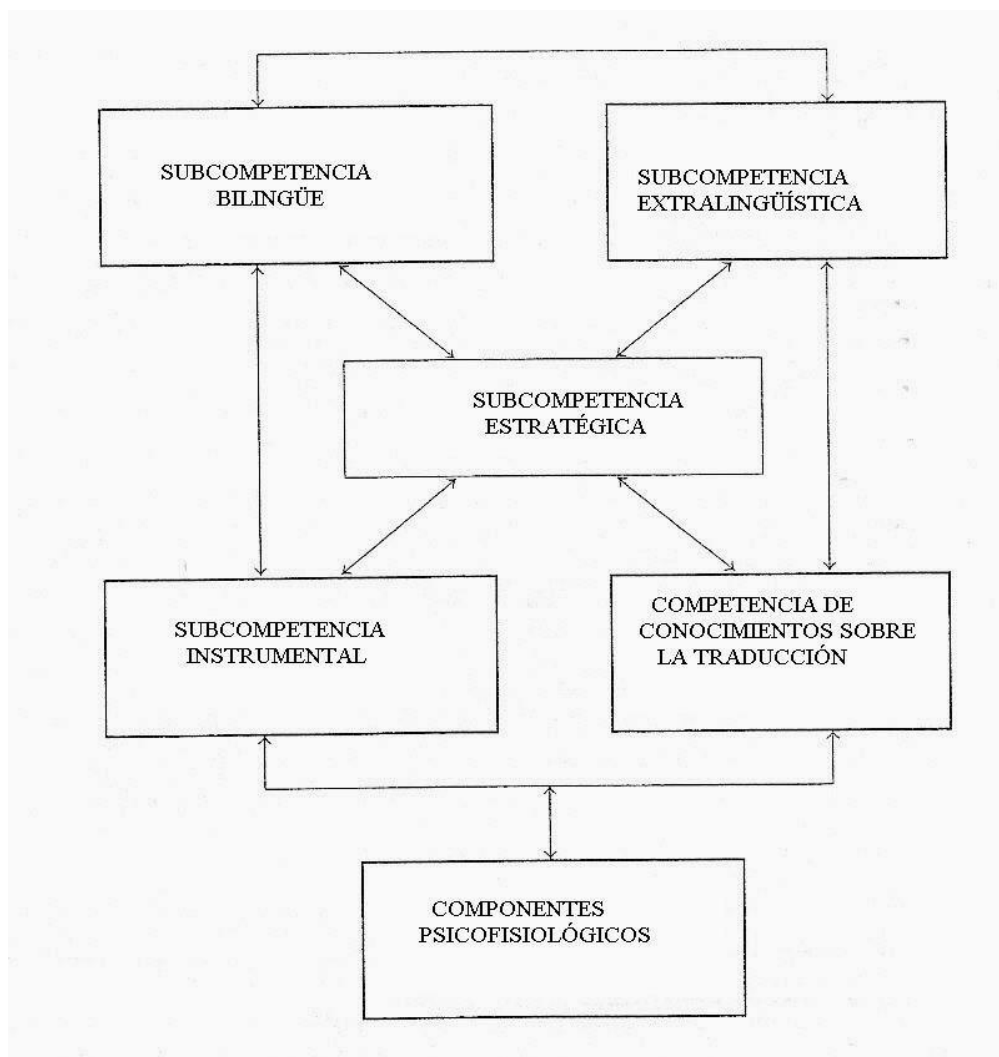 SUBCOMPETENCIA
BILINGÜE
SUBCOMPETENCIA
EXTRALINGÜÍSTICA
SUBCOMPETENCIA
ESTRATÉGICA
SUBCOMPETENCIA
INSTRUMENTAL
COMPETENCIA DE
CONOCIMIENTOS SOBRE
LA TRADUCCIÓN
COMPONENTES
PSICOFISIOLÓGICOS